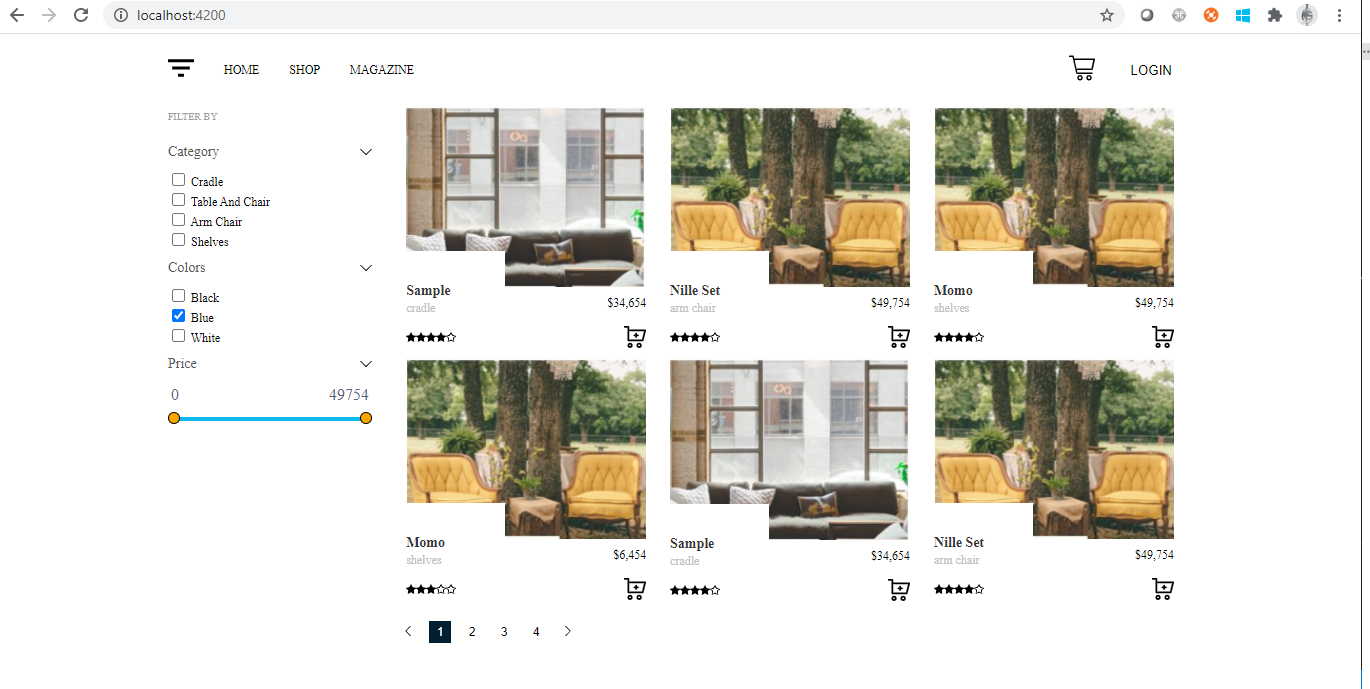 localhost:4200
HOME SHOP MAGAZINE LOGIN
FILTER BY
Category
Cradle
Table And Chair
Arm Chair
Shelves
Colors
Black
Blue
White
Price
0 49754
Sample
cradle
$34,654
Nille Set
arm chair
$49,754
Momo
shelves
$49,754
Momo
shelves
$6,454
Sample
cradle
$34,654
Nille Set
arm chair
$49,754
1 2 3 4